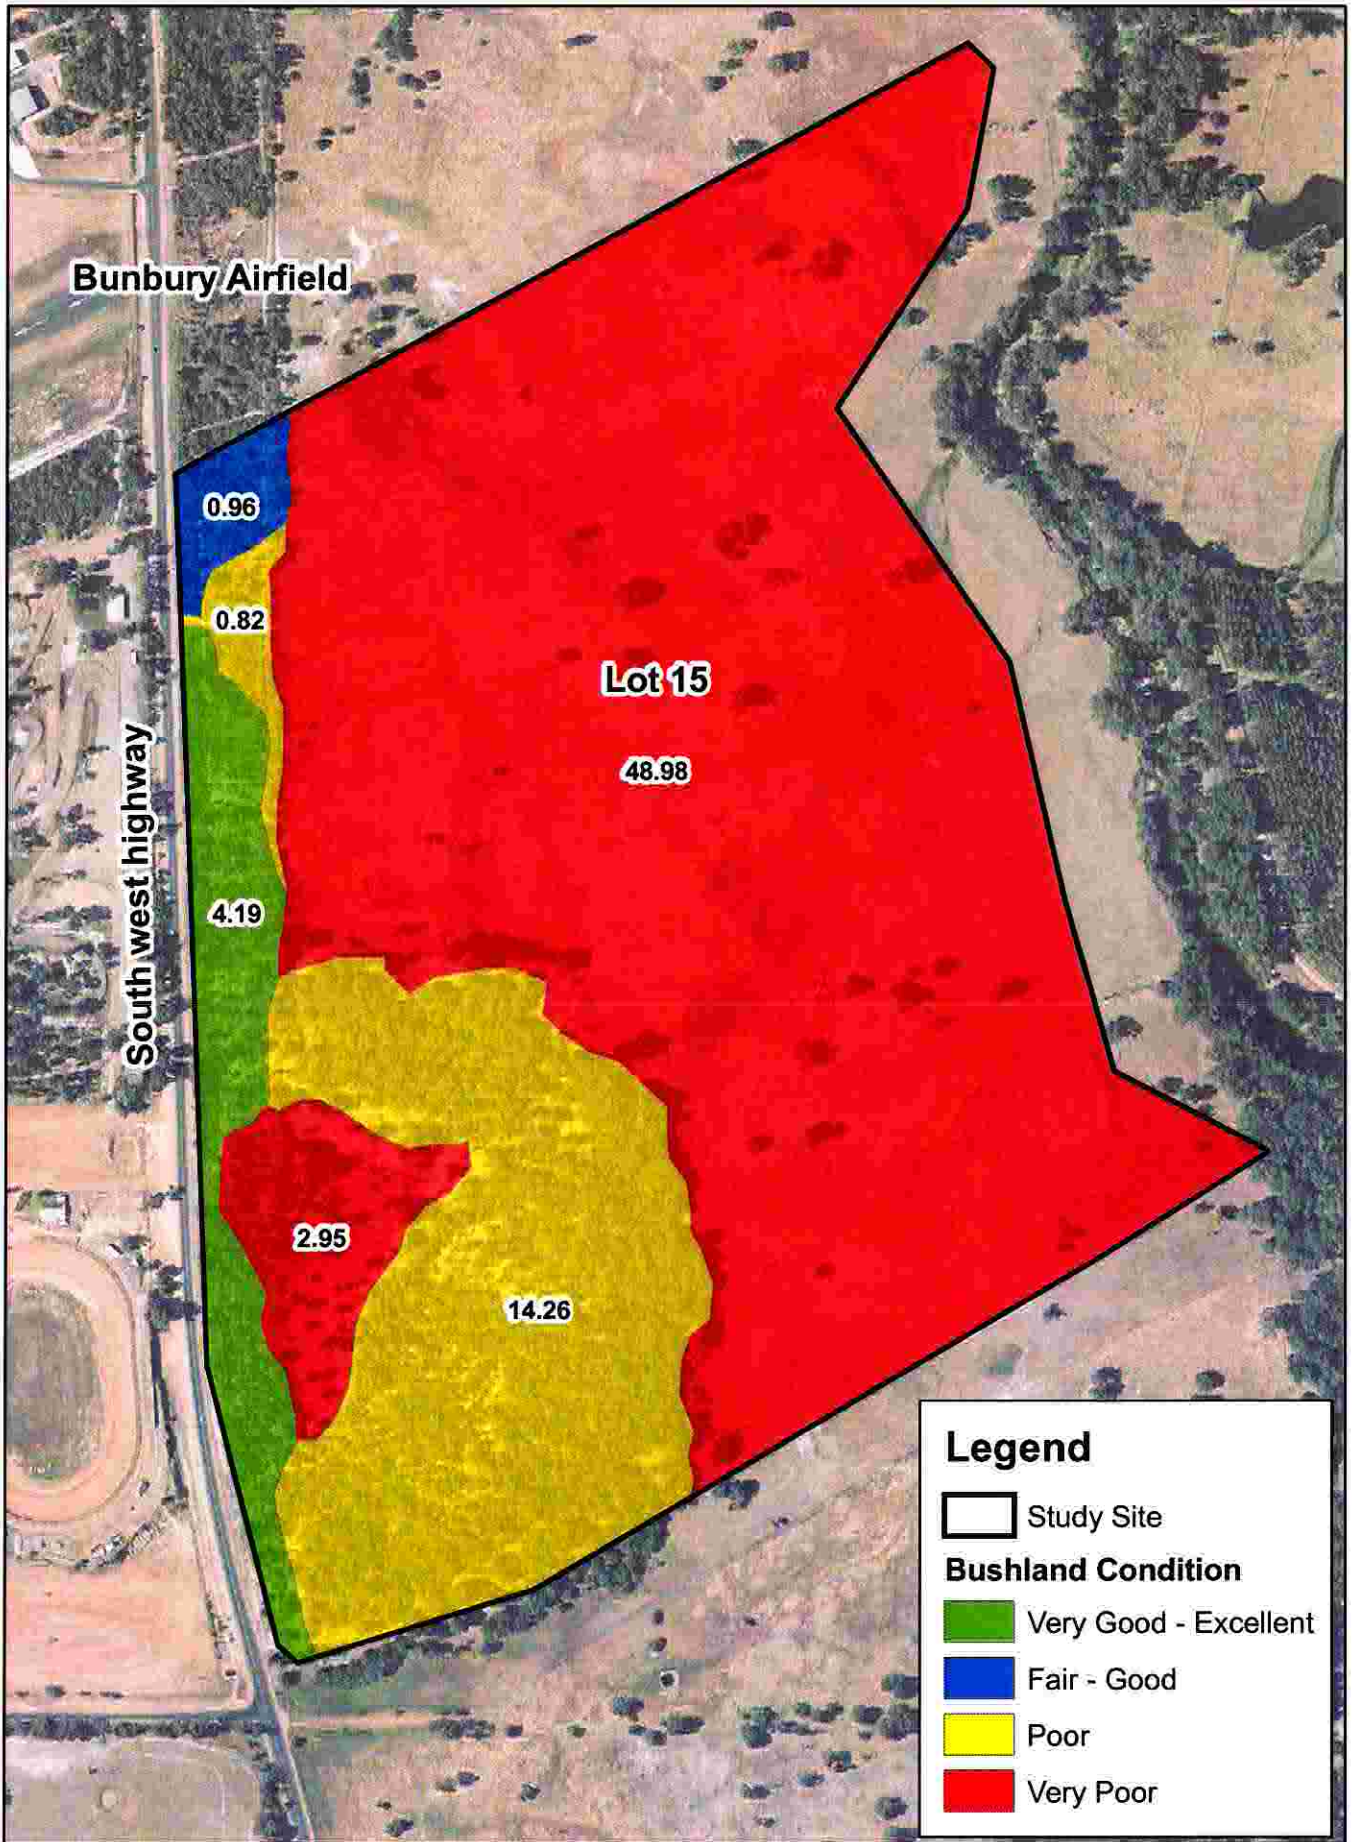 Bunbury Airfield
0.96
0.82
Lot 15
48.98
South west highway
4.19
2.95
14.26
Legend
Study Site
Bushland Condition
Very Good - Excellent
Fair - Good
Poor
Very Poor